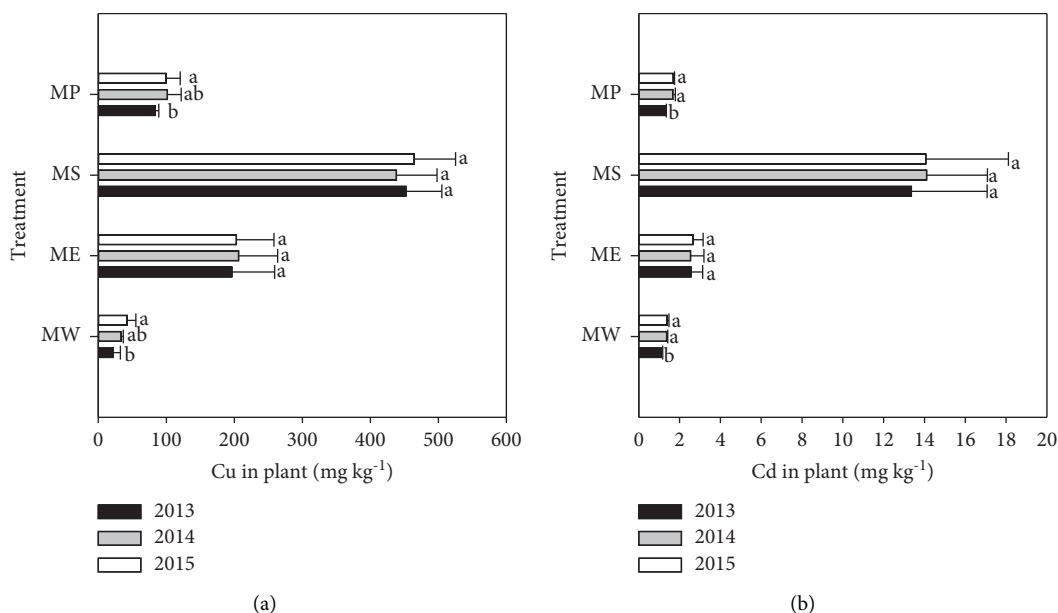 MP
MS
ME
MW
Treatment
a
ab
b
a
a
a
a
a
a
a
ab
b
0 100 200 300 400 500 600
Cu in plant (mg kg⁻¹)
2013
2014
2015
(a)
MP
MS
ME
MW
Treatment
a
a
b
a
a
a
a
a
a
a
a
b
0 2 4 6 8 10 12 14 16 18 20
Cd in plant (mg kg⁻¹)
2013
2014
2015
(b)